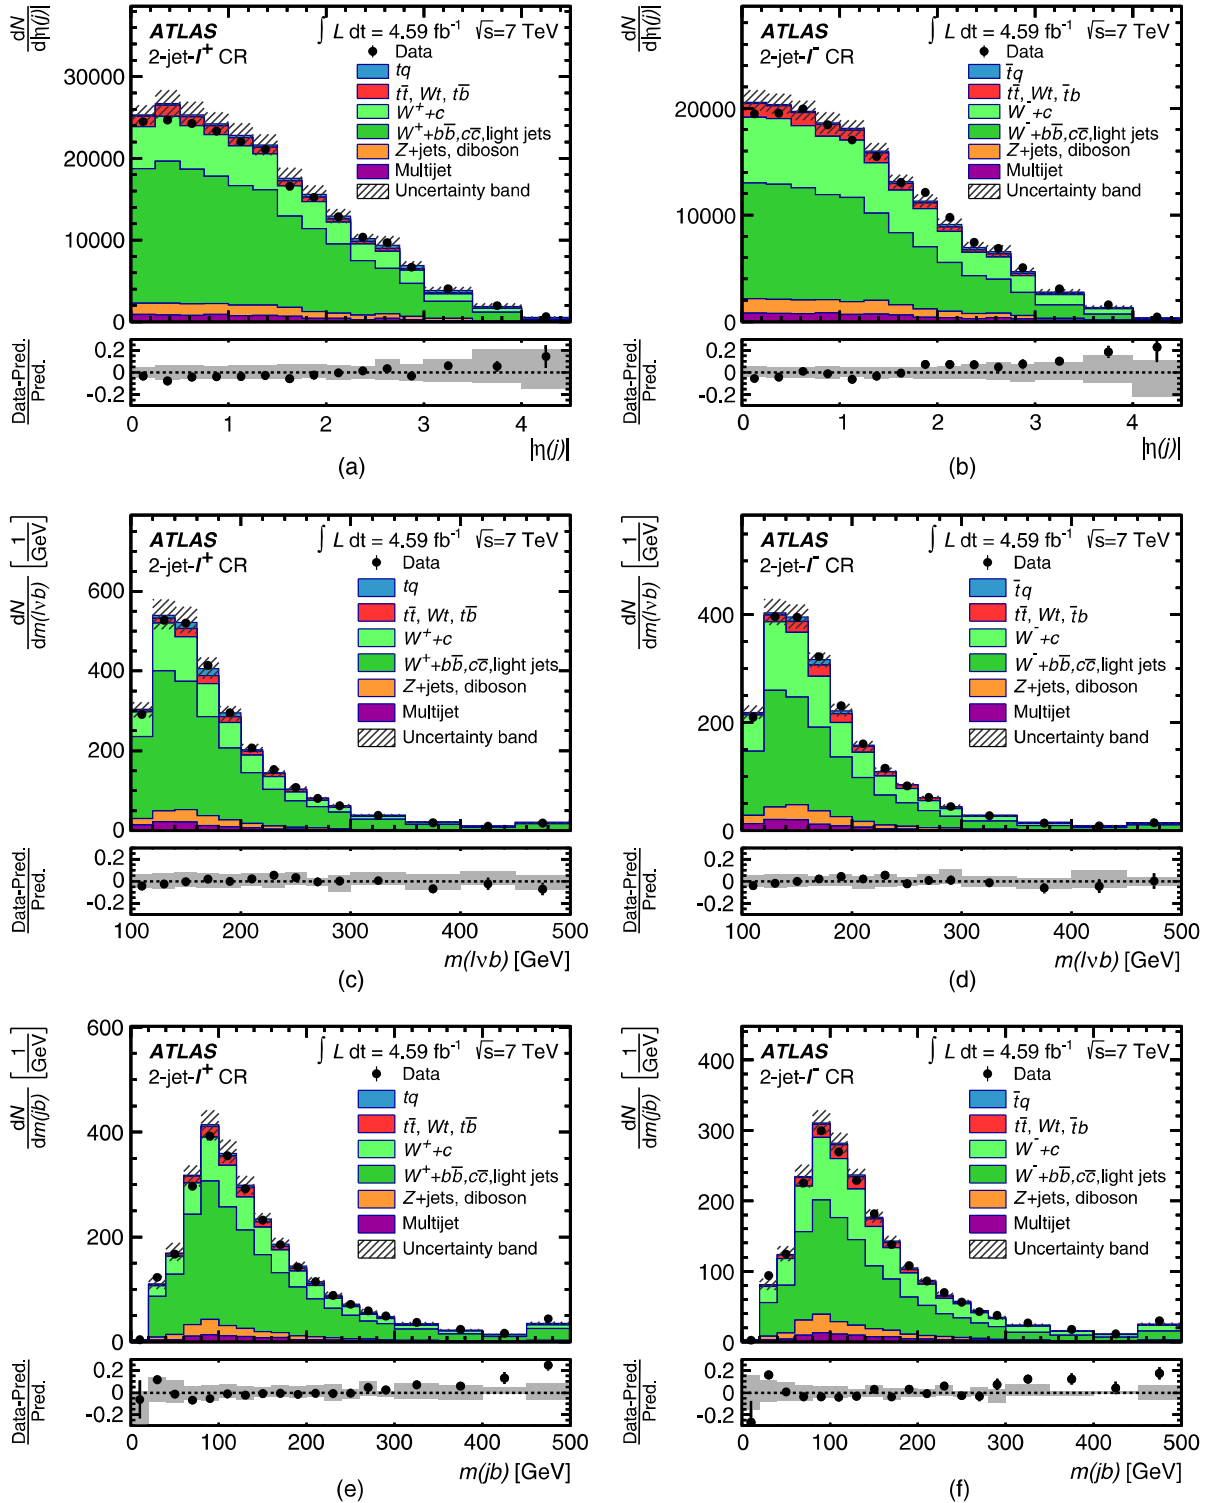 dN
d|η(j)|
ATLAS
2-jet-l⁺ CR
∫ L dt = 4.59 fb⁻¹ √s=7 TeV
Data
tq
tt̄, Wt, tb̄
W⁺+c
W⁺+bb̄,cc̄,light jets
Z+jets, diboson
Multijet
Uncertainty band
30000
20000
10000
0
Data-Pred.
Pred.
0.2
0
-0.2
0 1 2 3 4
|η(j)|
(a)
dN
d|η(j)|
ATLAS
2-jet-l⁻ CR
∫ L dt = 4.59 fb⁻¹ √s=7 TeV
Data
t̄q
tt̄, Wt, t̄b
W⁻+c
W⁻+bb̄,cc̄,light jets
Z+jets, diboson
Multijet
Uncertainty band
20000
10000
0
Data-Pred.
Pred.
0.2
0
-0.2
0 1 2 3 4
|η(j)|
(b)
dN
dm(lνb)
[1
GeV]
ATLAS
2-jet-l⁺ CR
∫ L dt = 4.59 fb⁻¹ √s=7 TeV
Data
tq
tt̄, Wt, tb̄
W⁺+c
W⁺+bb̄,cc̄,light jets
Z+jets, diboson
Multijet
Uncertainty band
600
400
200
0
Data-Pred.
Pred.
0.2
0
-0.2
100 200 300 400 500
m(lνb) [GeV]
(c)
dN
dm(lνb)
[1
GeV]
ATLAS
2-jet-l⁻ CR
∫ L dt = 4.59 fb⁻¹ √s=7 TeV
Data
t̄q
tt̄, Wt, t̄b
W⁻+c
W⁻+bb̄,cc̄,light jets
Z+jets, diboson
Multijet
Uncertainty band
400
200
0
Data-Pred.
Pred.
0.2
0
-0.2
100 200 300 400 500
m(lνb) [GeV]
(d)
dN
dm(jb)
[1
GeV]
ATLAS
2-jet-l⁺ CR
∫ L dt = 4.59 fb⁻¹ √s=7 TeV
Data
tq
tt̄, Wt, tb̄
W⁺+c
W⁺+bb̄,cc̄,light jets
Z+jets, diboson
Multijet
Uncertainty band
600
400
200
0
Data-Pred.
Pred.
0.2
0
-0.2
0 100 200 300 400 500
m(jb) [GeV]
(e)
dN
dm(jb)
[1
GeV]
ATLAS
2-jet-l⁻ CR
∫ L dt = 4.59 fb⁻¹ √s=7 TeV
Data
t̄q
tt̄, Wt, t̄b
W⁻+c
W⁻+bb̄,cc̄,light jets
Z+jets, diboson
Multijet
Uncertainty band
400
300
200
100
0
Data-Pred.
Pred.
0.2
0
-0.2
0 100 200 300 400 500
m(jb) [GeV]
(f)